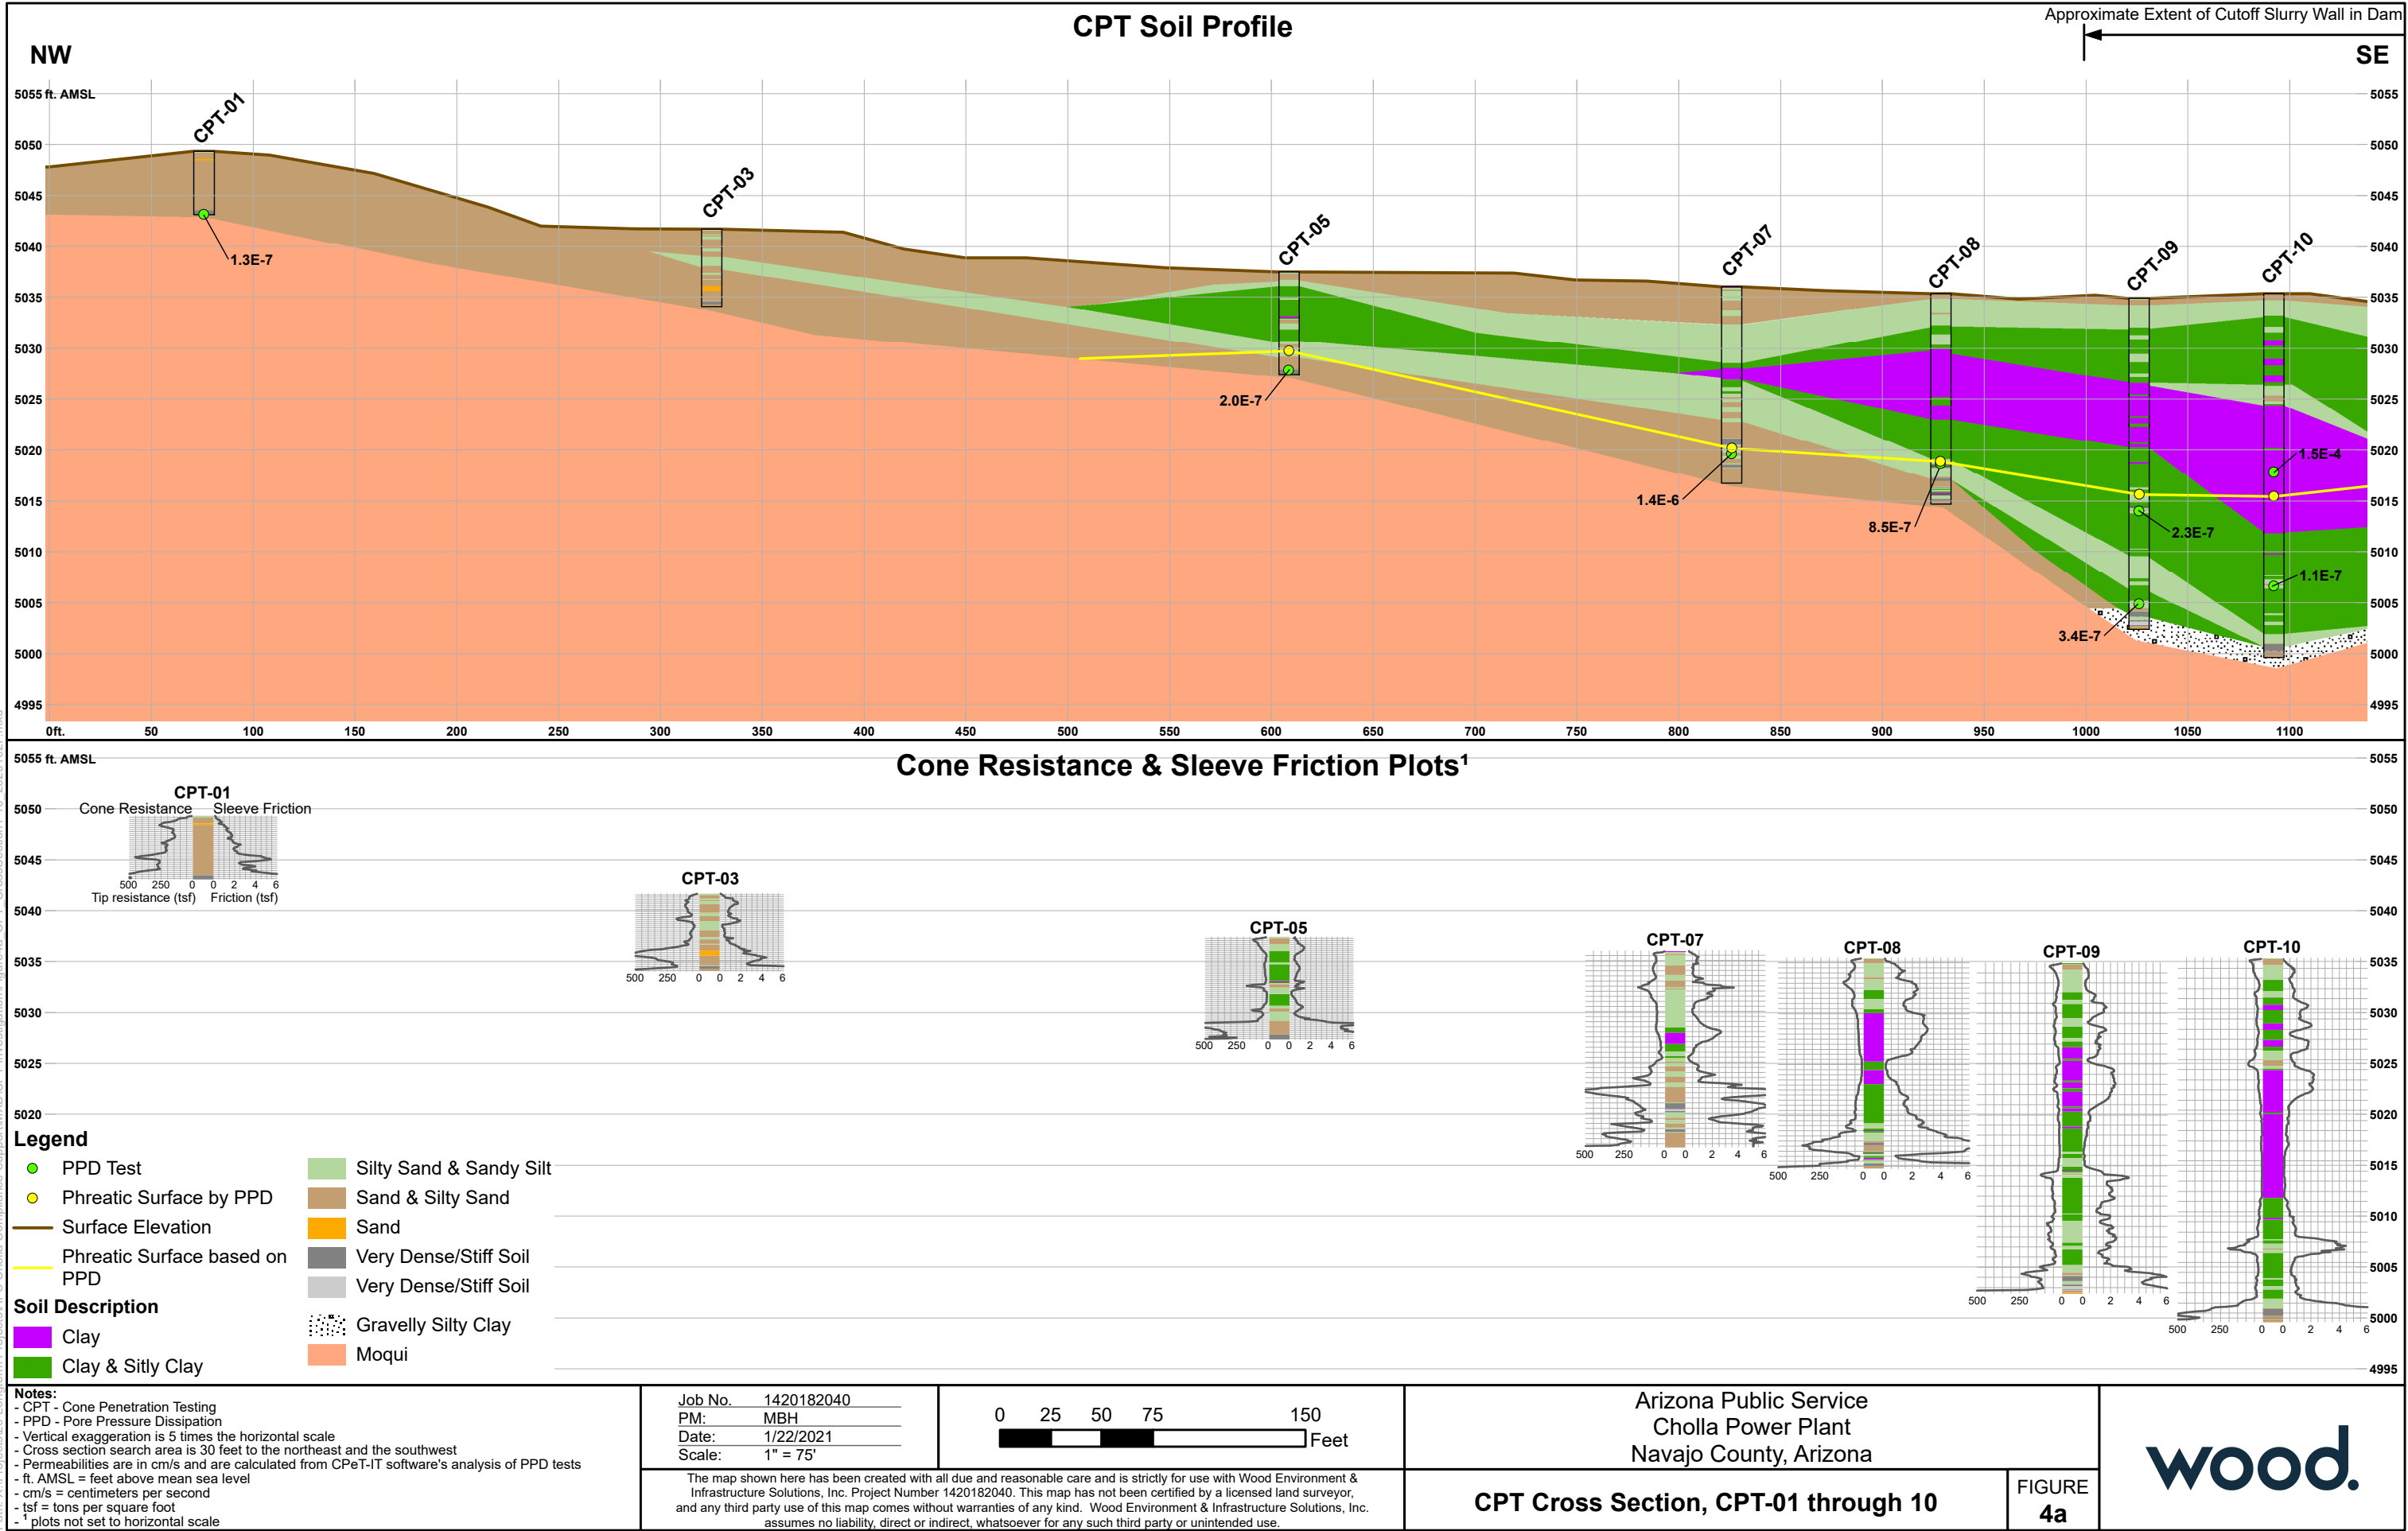 CPT Soil Profile
Approximate Extent of Cutoff Slurry Wall in Dam
NW
SE
5055 ft. AMSL
5050
5045
5040
5035
5030
5025
5020
5015
5010
5005
5000
4995
5055
5050
5045
5040
5035
5030
5025
5020
5015
5010
5005
5000
4995
CPT-01
CPT-03
CPT-05
CPT-07
CPT-08
CPT-09
CPT-10
1.3E-7
2.0E-7
1.4E-6
8.5E-7
2.3E-7
3.4E-7
1.5E-4
1.1E-7
0ft. 50 100 150 200 250 300 350 400 450 500 550 600 650 700 750 800 850 900 950 1000 1050 1100
Cone Resistance & Sleeve Friction Plots¹
5055 ft. AMSL
5050
5045
5040
5035
5030
5025
5020
5055
5050
5045
5040
5035
5030
5025
5020
5015
5010
5005
5000
4995
CPT-01
Cone Resistance Sleeve Friction
500 250 0 0 2 4 6
Tip resistance (tsf) Friction (tsf)
CPT-03
500 250 0 0 2 4 6
CPT-05
500 250 0 0 2 4 6
CPT-07
500 250 0 0 2 4 6
CPT-08
500 250 0 0 2 4 6
CPT-09
500 250 0 0 2 4 6
CPT-10
500 250 0 0 2 4 6
Legend
PPD Test
Phreatic Surface by PPD
Surface Elevation
Phreatic Surface based on
PPD
Soil Description
Clay
Clay & Sitly Clay
Silty Sand & Sandy Silt
Sand & Silty Sand
Sand
Very Dense/Stiff Soil
Very Dense/Stiff Soil
Gravelly Silty Clay
Moqui
Notes:
- CPT - Cone Penetration Testing
- PPD - Pore Pressure Dissipation
- Vertical exaggeration is 5 times the horizontal scale
- Cross section search area is 30 feet to the northeast and the southwest
- Permeabilities are in cm/s and are calculated from CPeT-IT software's analysis of PPD tests
- ft. AMSL = feet above mean sea level
- cm/s = centimeters per second
- tsf = tons per square foot
- ¹ plots not set to horizontal scale
Job No. 1420182040
PM: MBH
Date: 1/22/2021
Scale: 1" = 75'
0 25 50 75 150
Feet
The map shown here has been created with all due and reasonable care and is strictly for use with Wood Environment &
Infrastructure Solutions, Inc. Project Number 1420182040. This map has not been certified by a licensed land surveyor,
and any third party use of this map comes without warranties of any kind. Wood Environment & Infrastructure Solutions, Inc.
assumes no liability, direct or indirect, whatsoever for any such third party or unintended use.
Arizona Public Service
Cholla Power Plant
Navajo County, Arizona
CPT Cross Section, CPT-01 through 10
FIGURE
4a
wood.